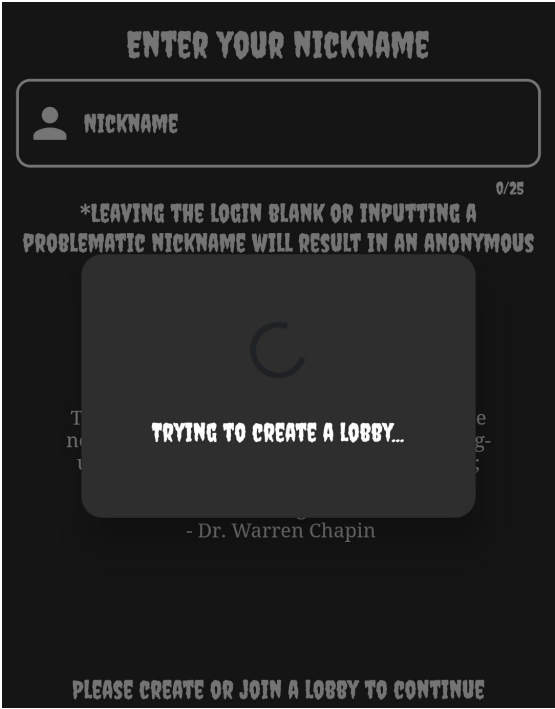 ENTER YOUR NICKNAME
NICKNAME
0/25
*LEAVING THE LOGIN BLANK OR INPUTTING A
PROBLEMATIC NICKNAME WILL RESULT IN AN ANONYMOUS
TRYING TO CREATE A LOBBY...
- Dr. Warren Chapin
PLEASE CREATE OR JOIN A LOBBY TO CONTINUE